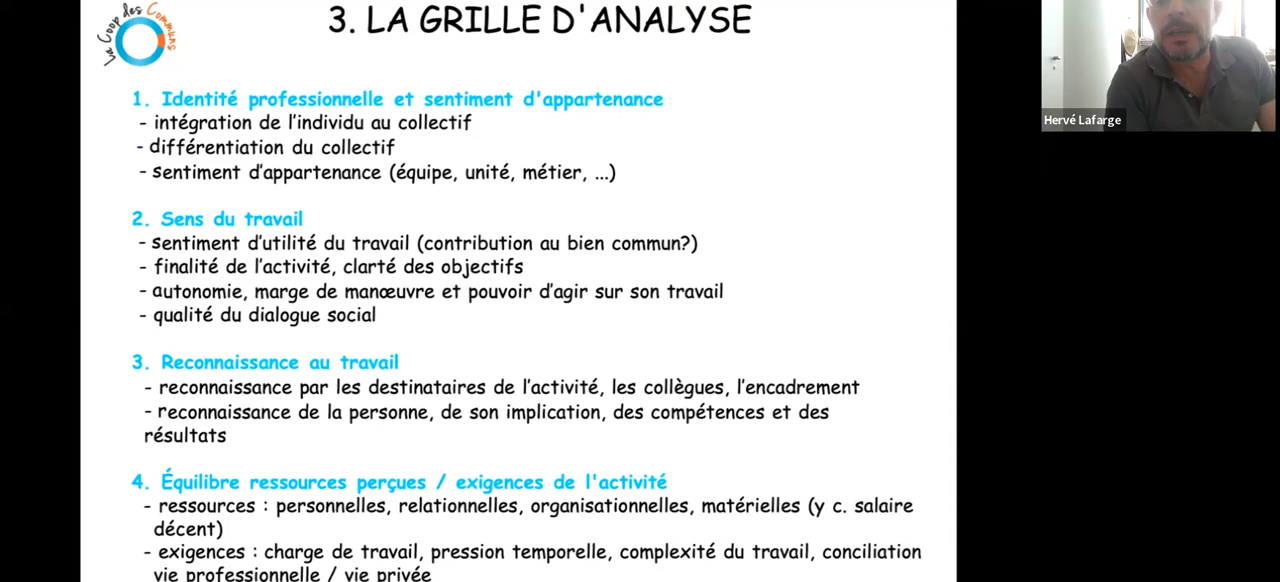 La Coop des Communs
3. LA GRILLE D'ANALYSE
Hervé Lafarge
1. Identité professionnelle et sentiment d'appartenance
- intégration de l'individu au collectif
- différentiation du collectif
- sentiment d'appartenance (équipe, unité, métier, ...)
2. Sens du travail
- sentiment d'utilité du travail (contribution au bien commun?)
- finalité de l'activité, clarté des objectifs
- autonomie, marge de manœuvre et pouvoir d'agir sur son travail
- qualité du dialogue social
3. Reconnaissance au travail
- reconnaissance par les destinataires de l'activité, les collègues, l'encadrement
- reconnaissance de la personne, de son implication, des compétences et des
résultats
4. Équilibre ressources perçues / exigences de l'activité
- ressources : personnelles, relationnelles, organisationnelles, matérielles (y c. salaire
décent)
- exigences : charge de travail, pression temporelle, complexité du travail, conciliation
vie professionnelle / vie privée